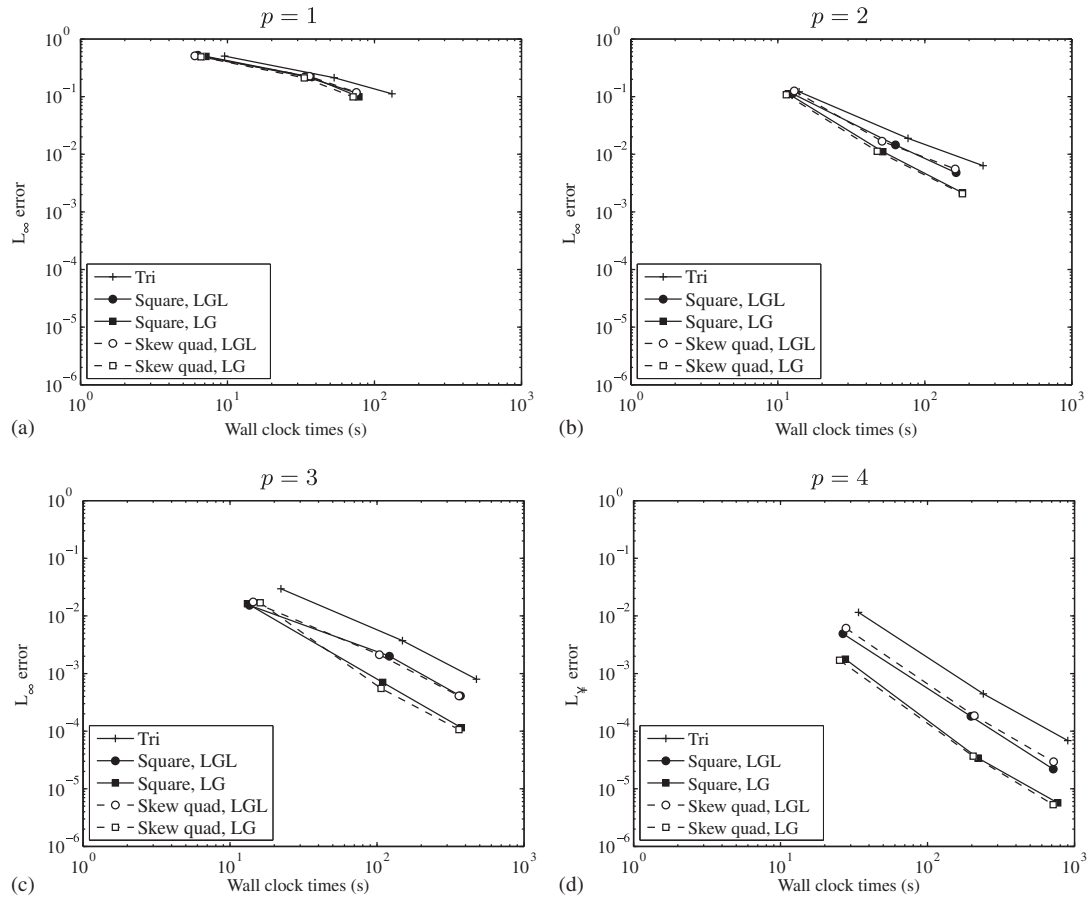 p = 1
10^0
10^-1
10^-2
10^-3
10^-4
10^-5
10^-6
L∞ error
Tri
Square, LGL
Square, LG
Skew quad, LGL
Skew quad, LG
10^0
10^1
10^2
10^3
Wall clock times (s)
(a)
p = 2
10^0
10^-1
10^-2
10^-3
10^-4
10^-5
10^-6
L∞ error
Tri
Square, LGL
Square, LG
Skew quad, LGL
Skew quad, LG
10^0
10^1
10^2
10^3
Wall clock times (s)
(b)
p = 3
10^0
10^-1
10^-2
10^-3
10^-4
10^-5
10^-6
L∞ error
Tri
Square, LGL
Square, LG
Skew quad, LGL
Skew quad, LG
10^0
10^1
10^2
10^3
Wall clock times (s)
(c)
p = 4
10^0
10^-1
10^-2
10^-3
10^-4
10^-5
10^-6
L¥ error
Tri
Square, LGL
Square, LG
Skew quad, LGL
Skew quad, LG
10^0
10^1
10^2
10^3
Wall clock times (s)
(d)